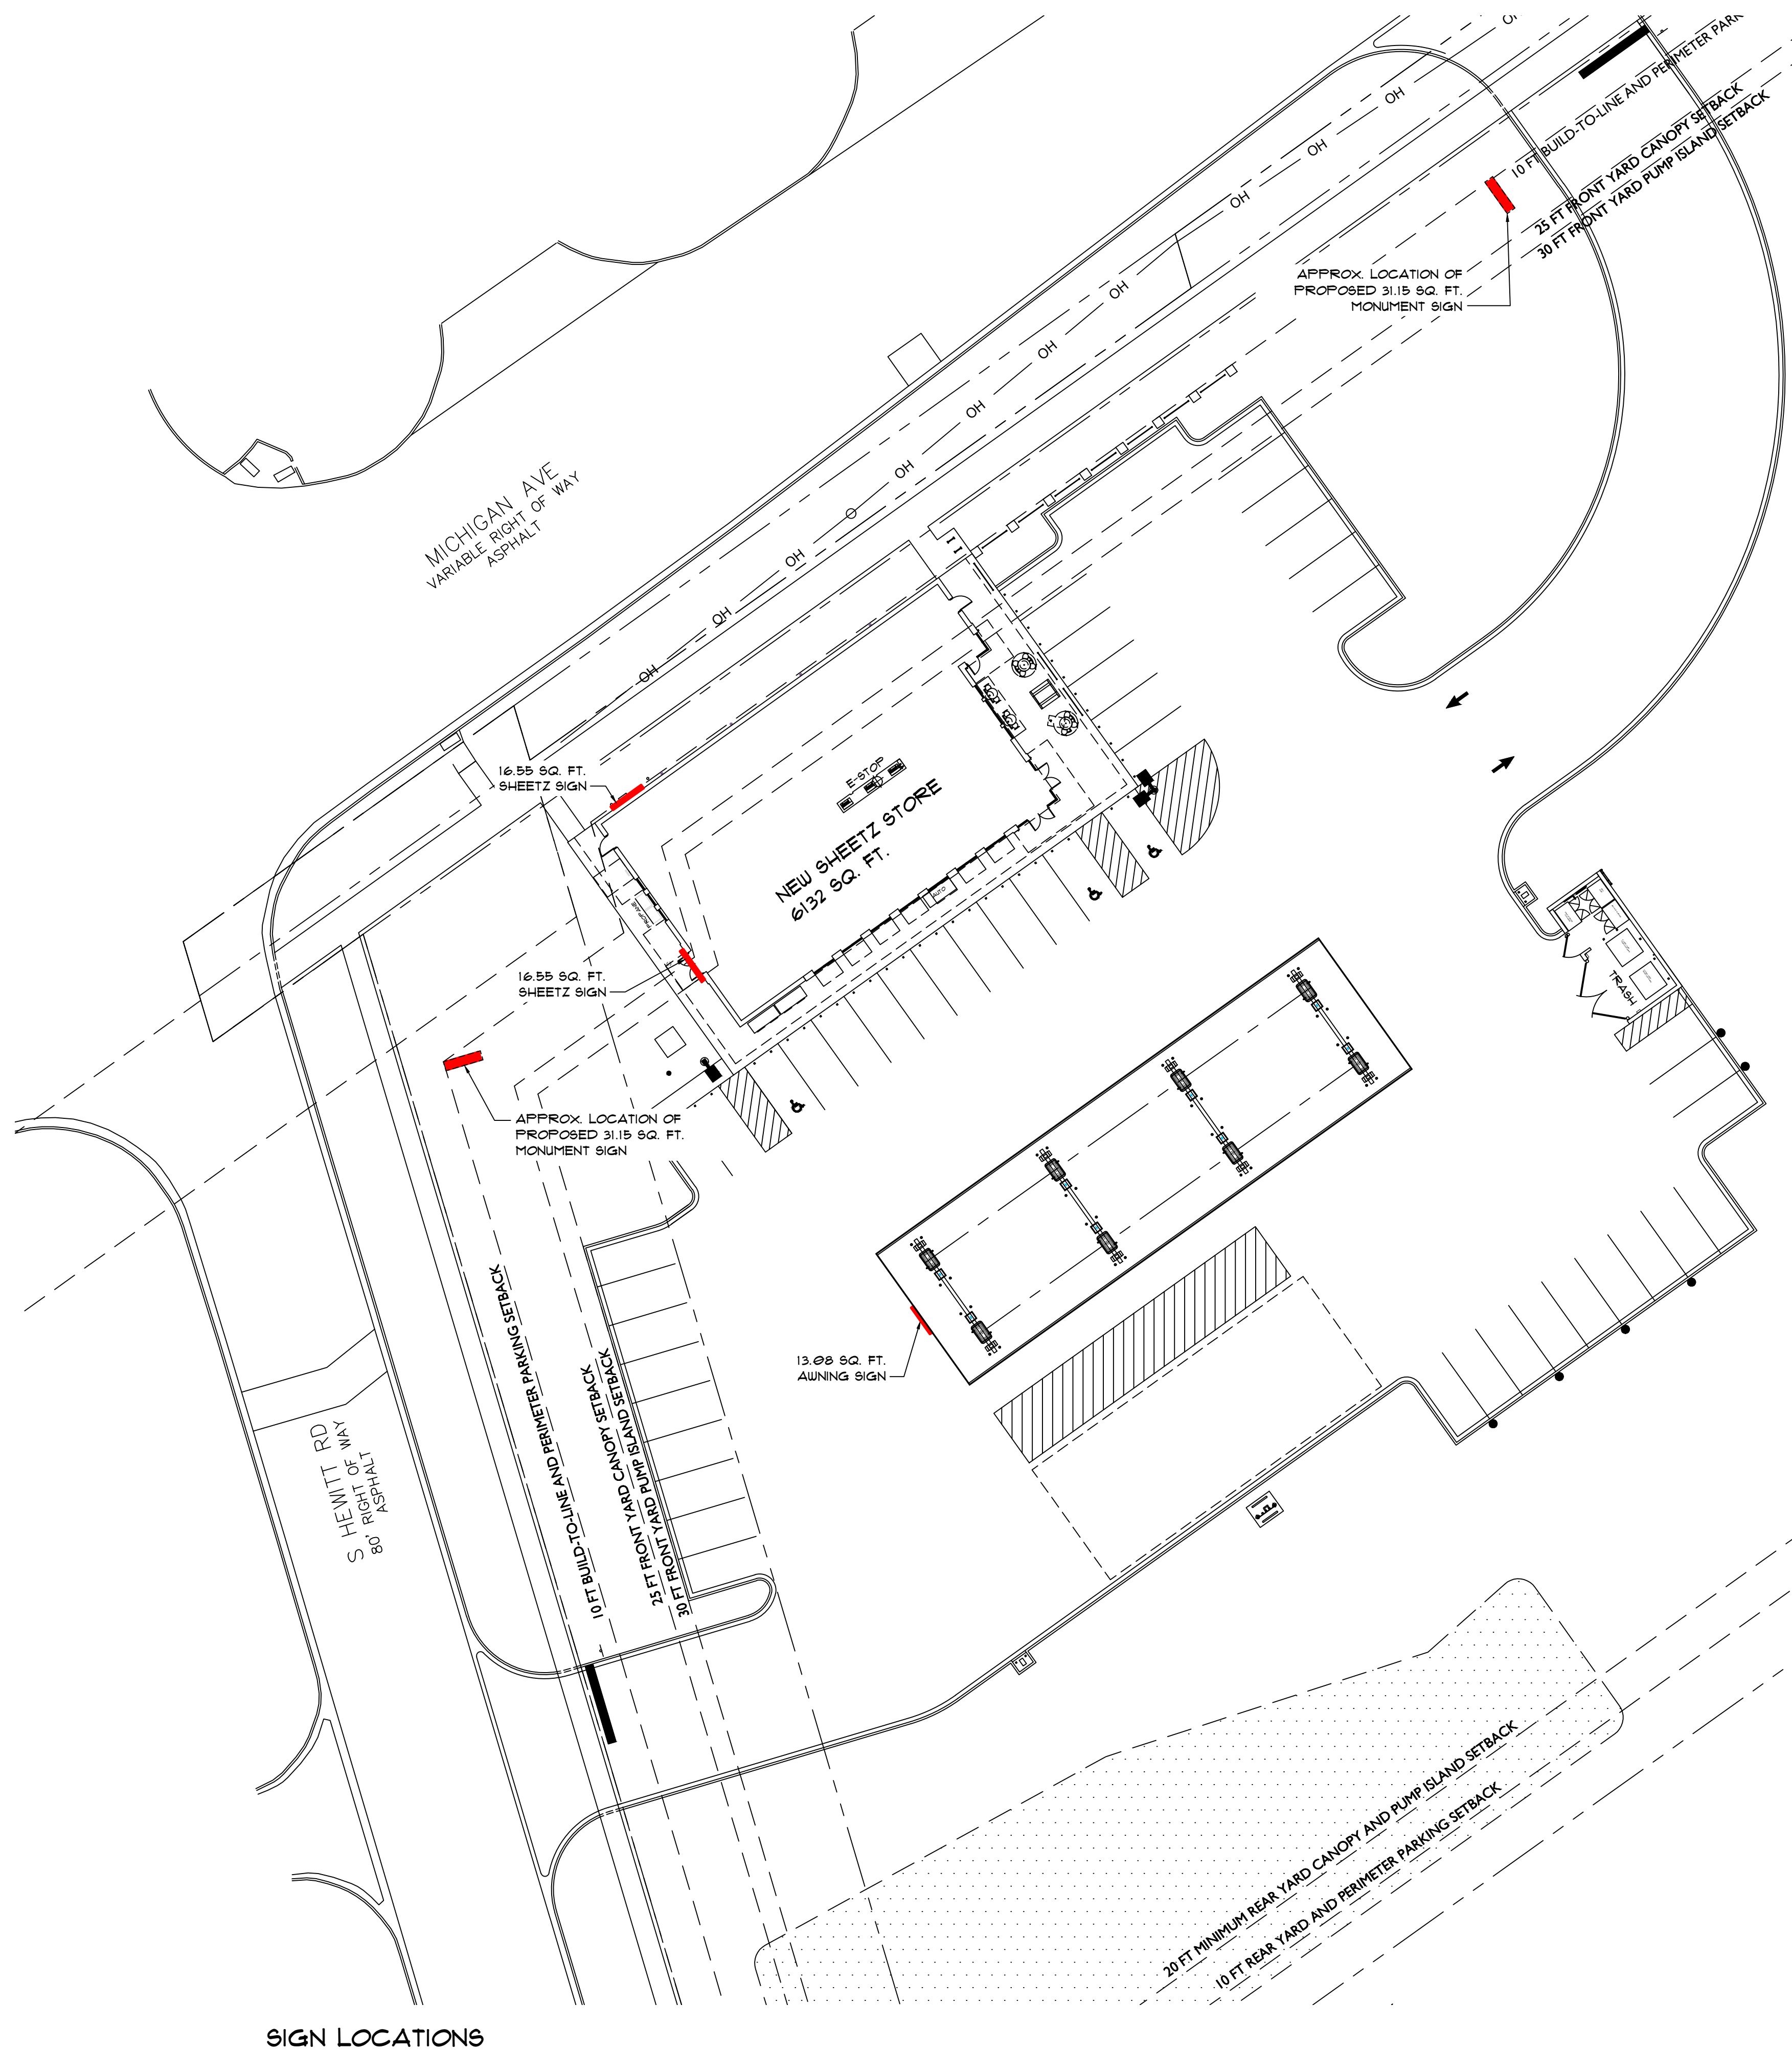 OH
10 FT BUILD-TO-LINE AND PERIMETER PARK
OH
25 FT FRONT YARD CANOPY SETBACK
30 FT FRONT YARD PUMP ISLAND SETBACK
OH
OH
APPROX. LOCATION OF
PROPOSED 31.15 SQ. FT.
MONUMENT SIGN
OH
OH
OH
OH
MICHIGAN AVE
VARIABLE RIGHT OF WAY
ASPHALT
OH
OH
OH
16.55 SQ. FT.
SHEETZ SIGN
E-STOP
NEW SHEETZ STORE
6132 SQ. FT.
AUTO
PROPANE
16.55 SQ. FT.
SHEETZ SIGN
TRASH
APPROX. LOCATION OF
PROPOSED 31.15 SQ. FT.
MONUMENT SIGN
13.08 SQ. FT.
AWNING SIGN
S HEWITT RD
80' RIGHT OF WAY
ASPHALT
10 FT BUILD-TO-LINE AND PERIMETER PARKING SETBACK
25 FT FRONT YARD CANOPY SETBACK
30 FT FRONT YARD PUMP ISLAND SETBACK
20 FT MINIMUM REAR YARD CANOPY AND PUMP ISLAND SETBACK
10 FT REAR YARD AND PERIMETER PARKING SETBACK
SIGN LOCATIONS